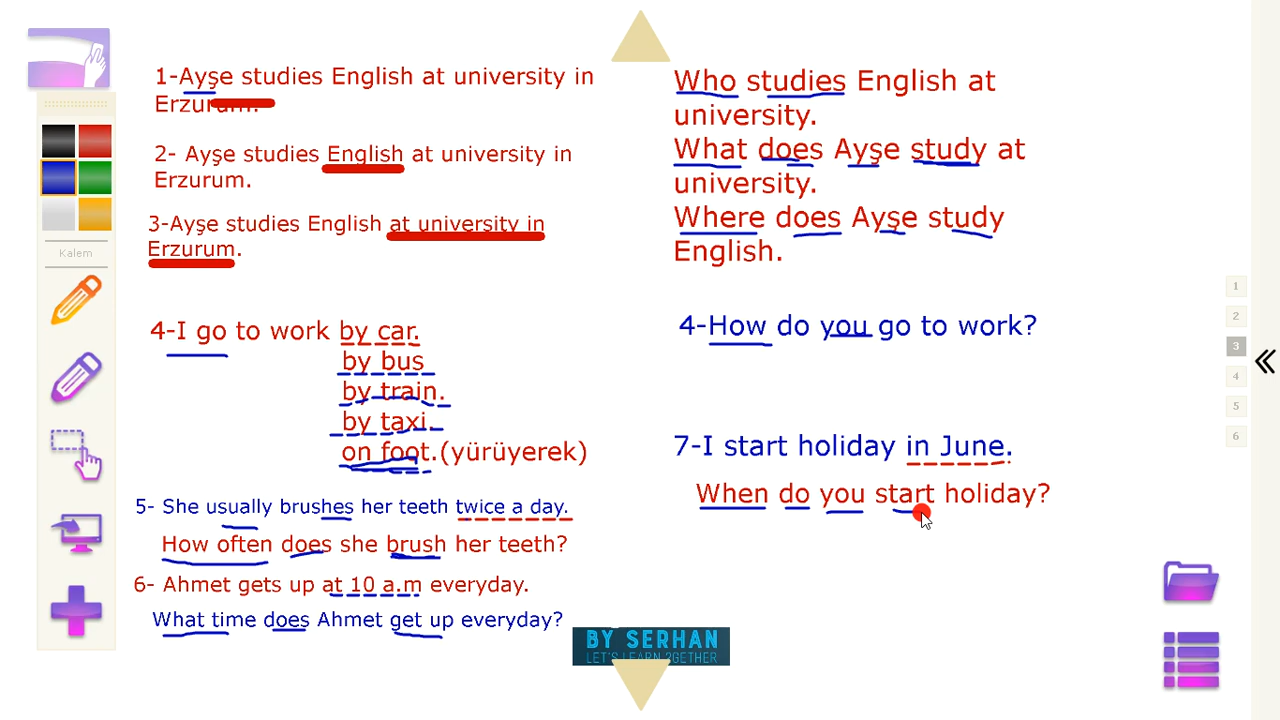 1-Ayşe studies English at university in
Erzurum.
2- Ayşe studies English at university in
Erzurum.
3-Ayşe studies English at university in
Erzurum.
4-I go to work by car.
by bus
by train.
by taxi.
on foot.(yürüyerek)
5- She usually brushes her teeth twice a day.
How often does she brush her teeth?
6- Ahmet gets up at 10 a.m everyday.
What time does Ahmet get up everyday?
Who studies English at
university.
What does Ayşe study at
university.
Where does Ayşe study
English.
4-How do you go to work?
7-I start holiday in June.
When do you start holiday?
Kalem
1
2
3
4
5
6
BY SERHAN
LET'S LEARN 2GETHER